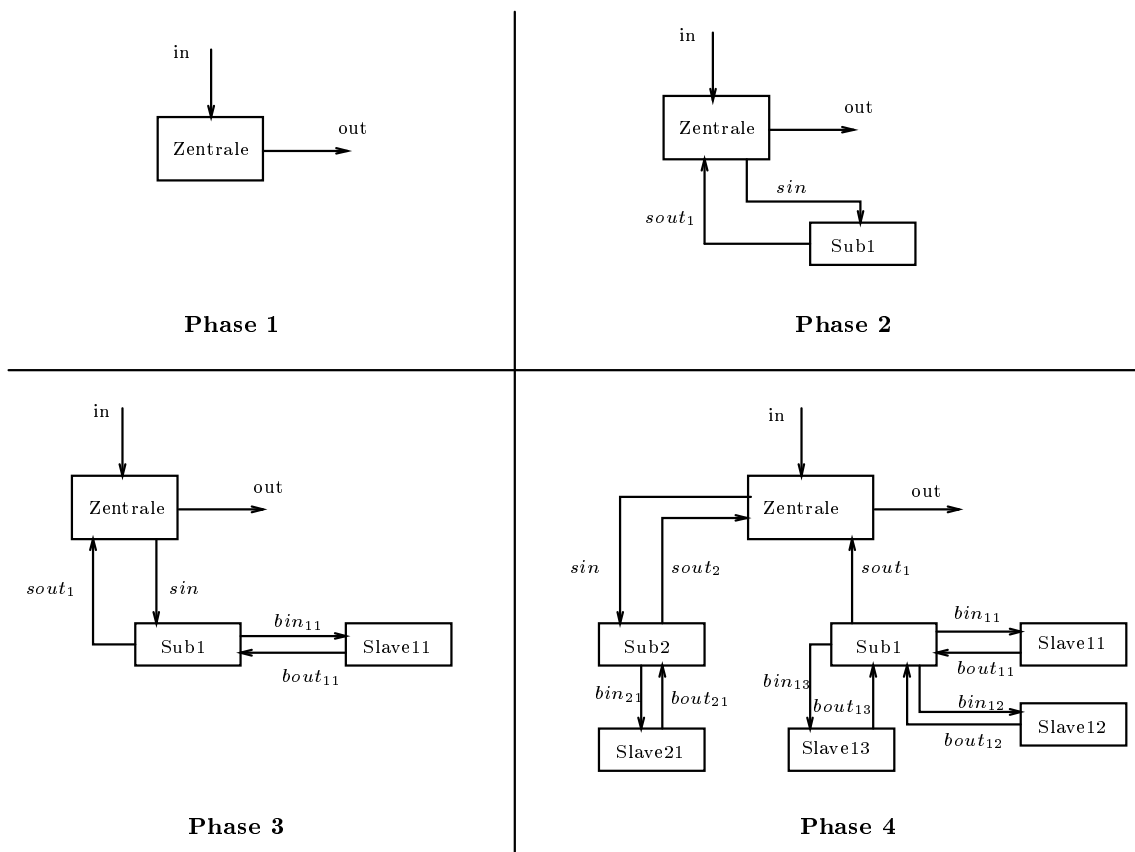 in
out
Zentrale
Phase 1
in
out
Zentrale
sin
sout₁
Sub1
Phase 2
in
out
Zentrale
sout₁
sin
bin₁₁
Sub1
Slave11
bout₁₁
Phase 3
in
out
Zentrale
sin
sout₂
sout₁
bin₁₁
Sub2
Sub1
Slave11
bout₁₁
bin₂₁
bout₂₁
bin₁₃
bout₁₃
bin₁₂
Slave12
bout₁₂
Slave21
Slave13
Phase 4